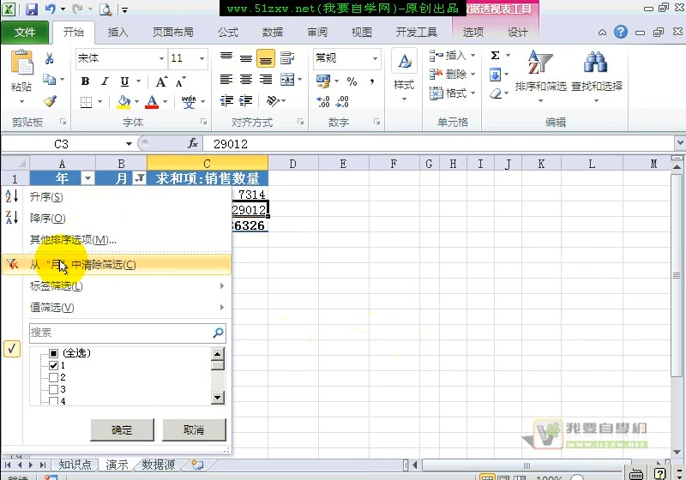 www.51zxw.net(我要自学网)-原创出品
数据透视表工具
文件 开始 插入 页面布局 公式 数据 审阅 视图 开发工具 选项 设计
宋体 11 常规 插入 Σ
粘贴 B I U 样式 删除 排序和筛选 查找和选择
格式
剪贴板 字体 对齐方式 数字 单元格 编辑
C3 fx 29012
A B C D E F G H I J K L M
1 年 月 求和项:销售数量
升序(S) 7314
降序(O) 29012
36326
其他排序选项(M)...
从"月"中清除筛选(C)
标签筛选(L)
值筛选(V)
搜索
(全选)
1
2
3
4
确定 取消
我要自學網
WWW.51ZXW.NET
知识点 演示 数据源
100%